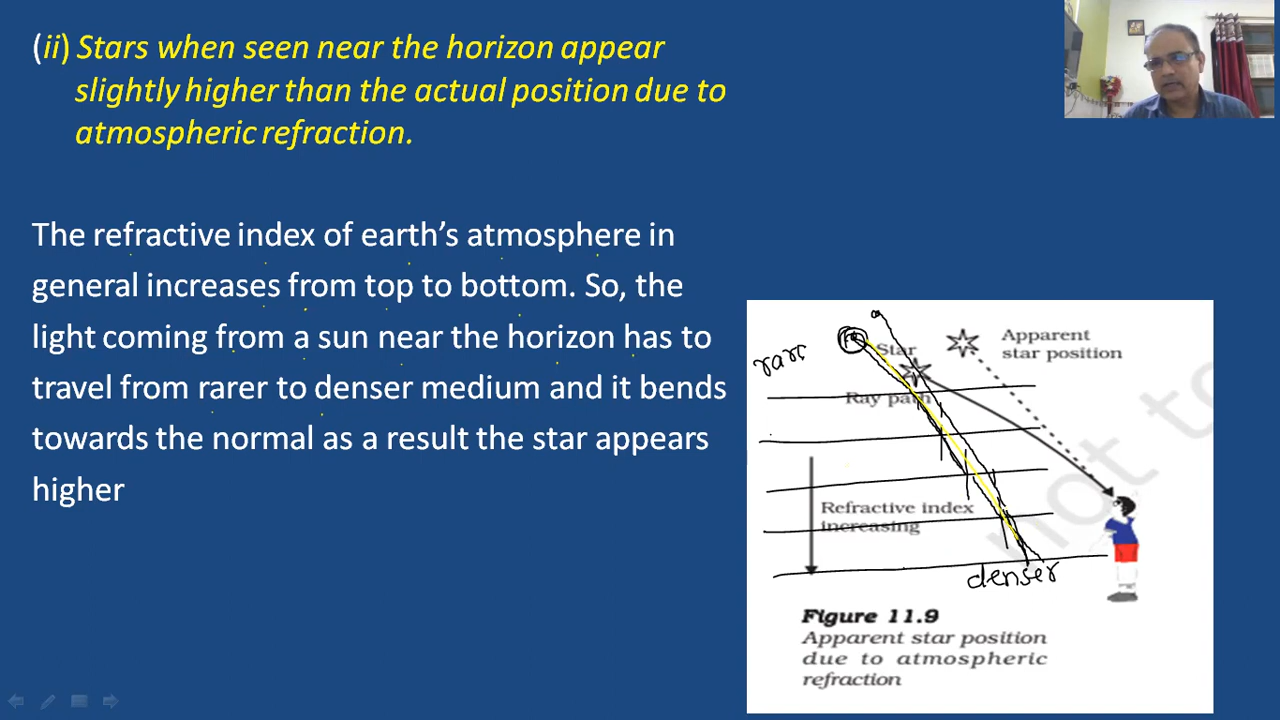 (ii) Stars when seen near the horizon appear
slightly higher than the actual position due to
atmospheric refraction.
The refractive index of earth's atmosphere in
general increases from top to bottom. So, the
light coming from a sun near the horizon has to
travel from rarer to denser medium and it bends
towards the normal as a result the star appears
higher
Apparent
star position
Star
Ray path
Refractive index
increasing
denser
not to
Figure 11.9
Apparent star position
due to atmospheric
refraction